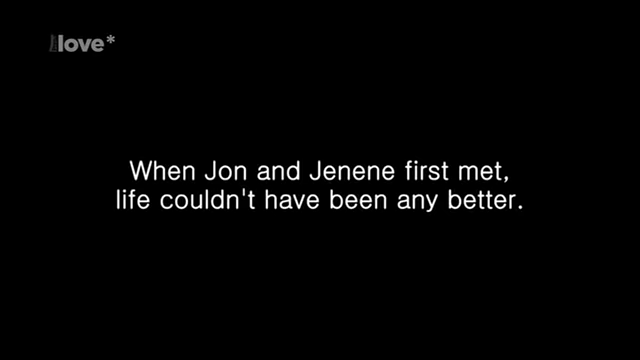 love*
When Jon and Jenene first met,
life couldn't have been any better.